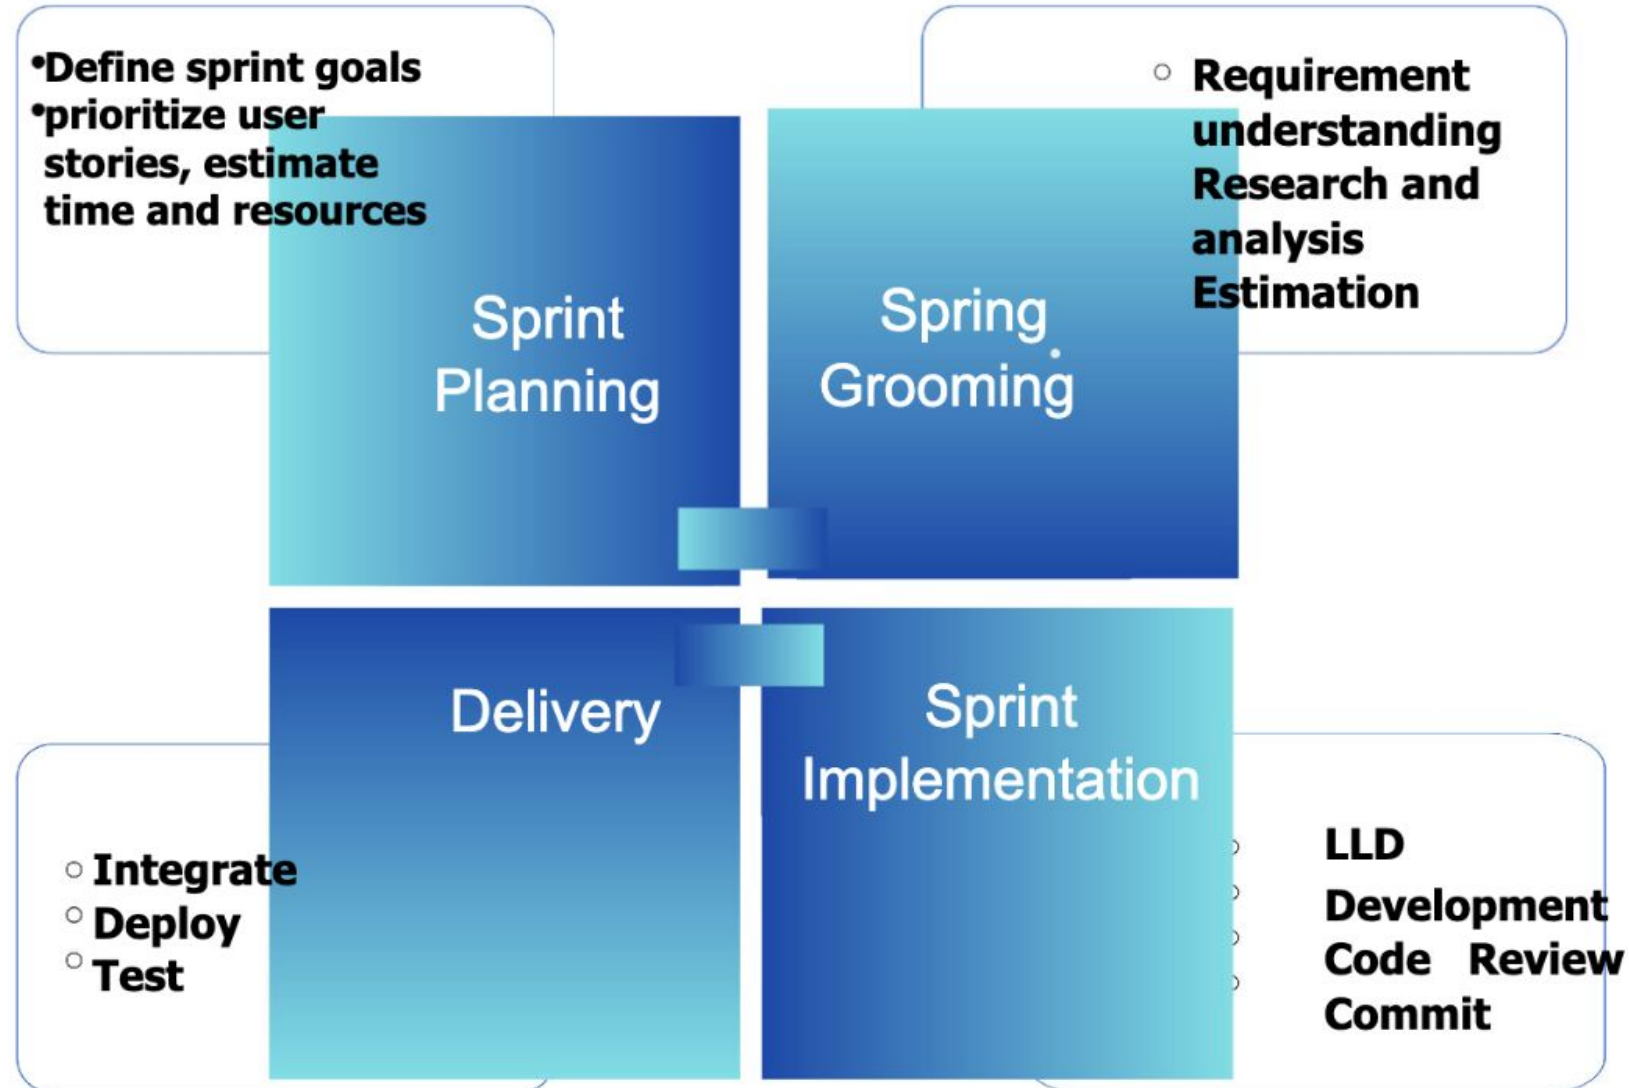 •Define sprint goals
•prioritize user
stories, estimate
time and resources
Sprint
Planning
○ Requirement
understanding
Research and
analysis
Estimation
Spring
Grooming
Delivery
○ Integrate
○ Deploy
○ Test
Sprint
Implementation
○ LLD
○ Development
○ Code Review
○ Commit